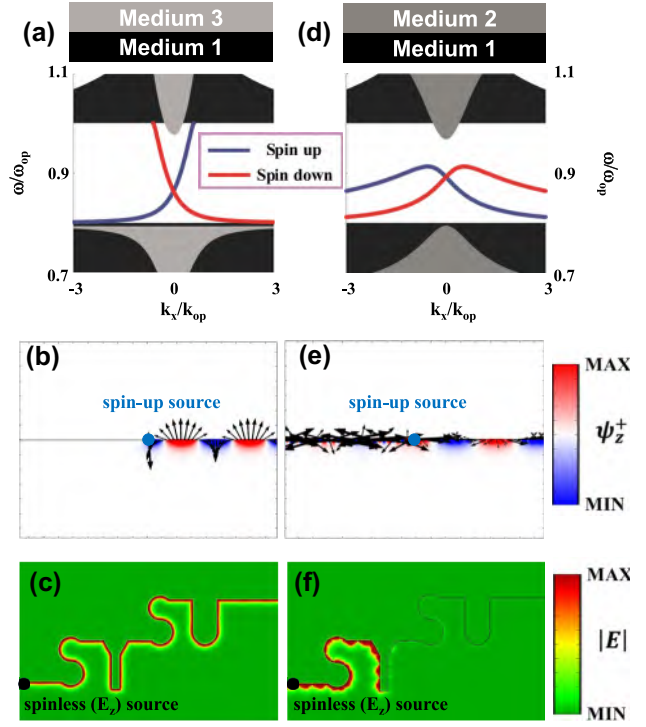 Medium 3
Medium 2
(a)
Medium 1
(d)
Medium 1
1.1
1.1
ω/ω_op
0.9
Spin up
Spin down
0.9
ω/ω_op
0.7
0.7
-3
0
3
-3
0
3
k_x/k_op
k_x/k_op
(b)
(e)
MAX
spin-up source
spin-up source
ψ_z^+
MIN
(c)
(f)
MAX
|E|
spinless (E_z) source
spinless (E_z) source
MIN